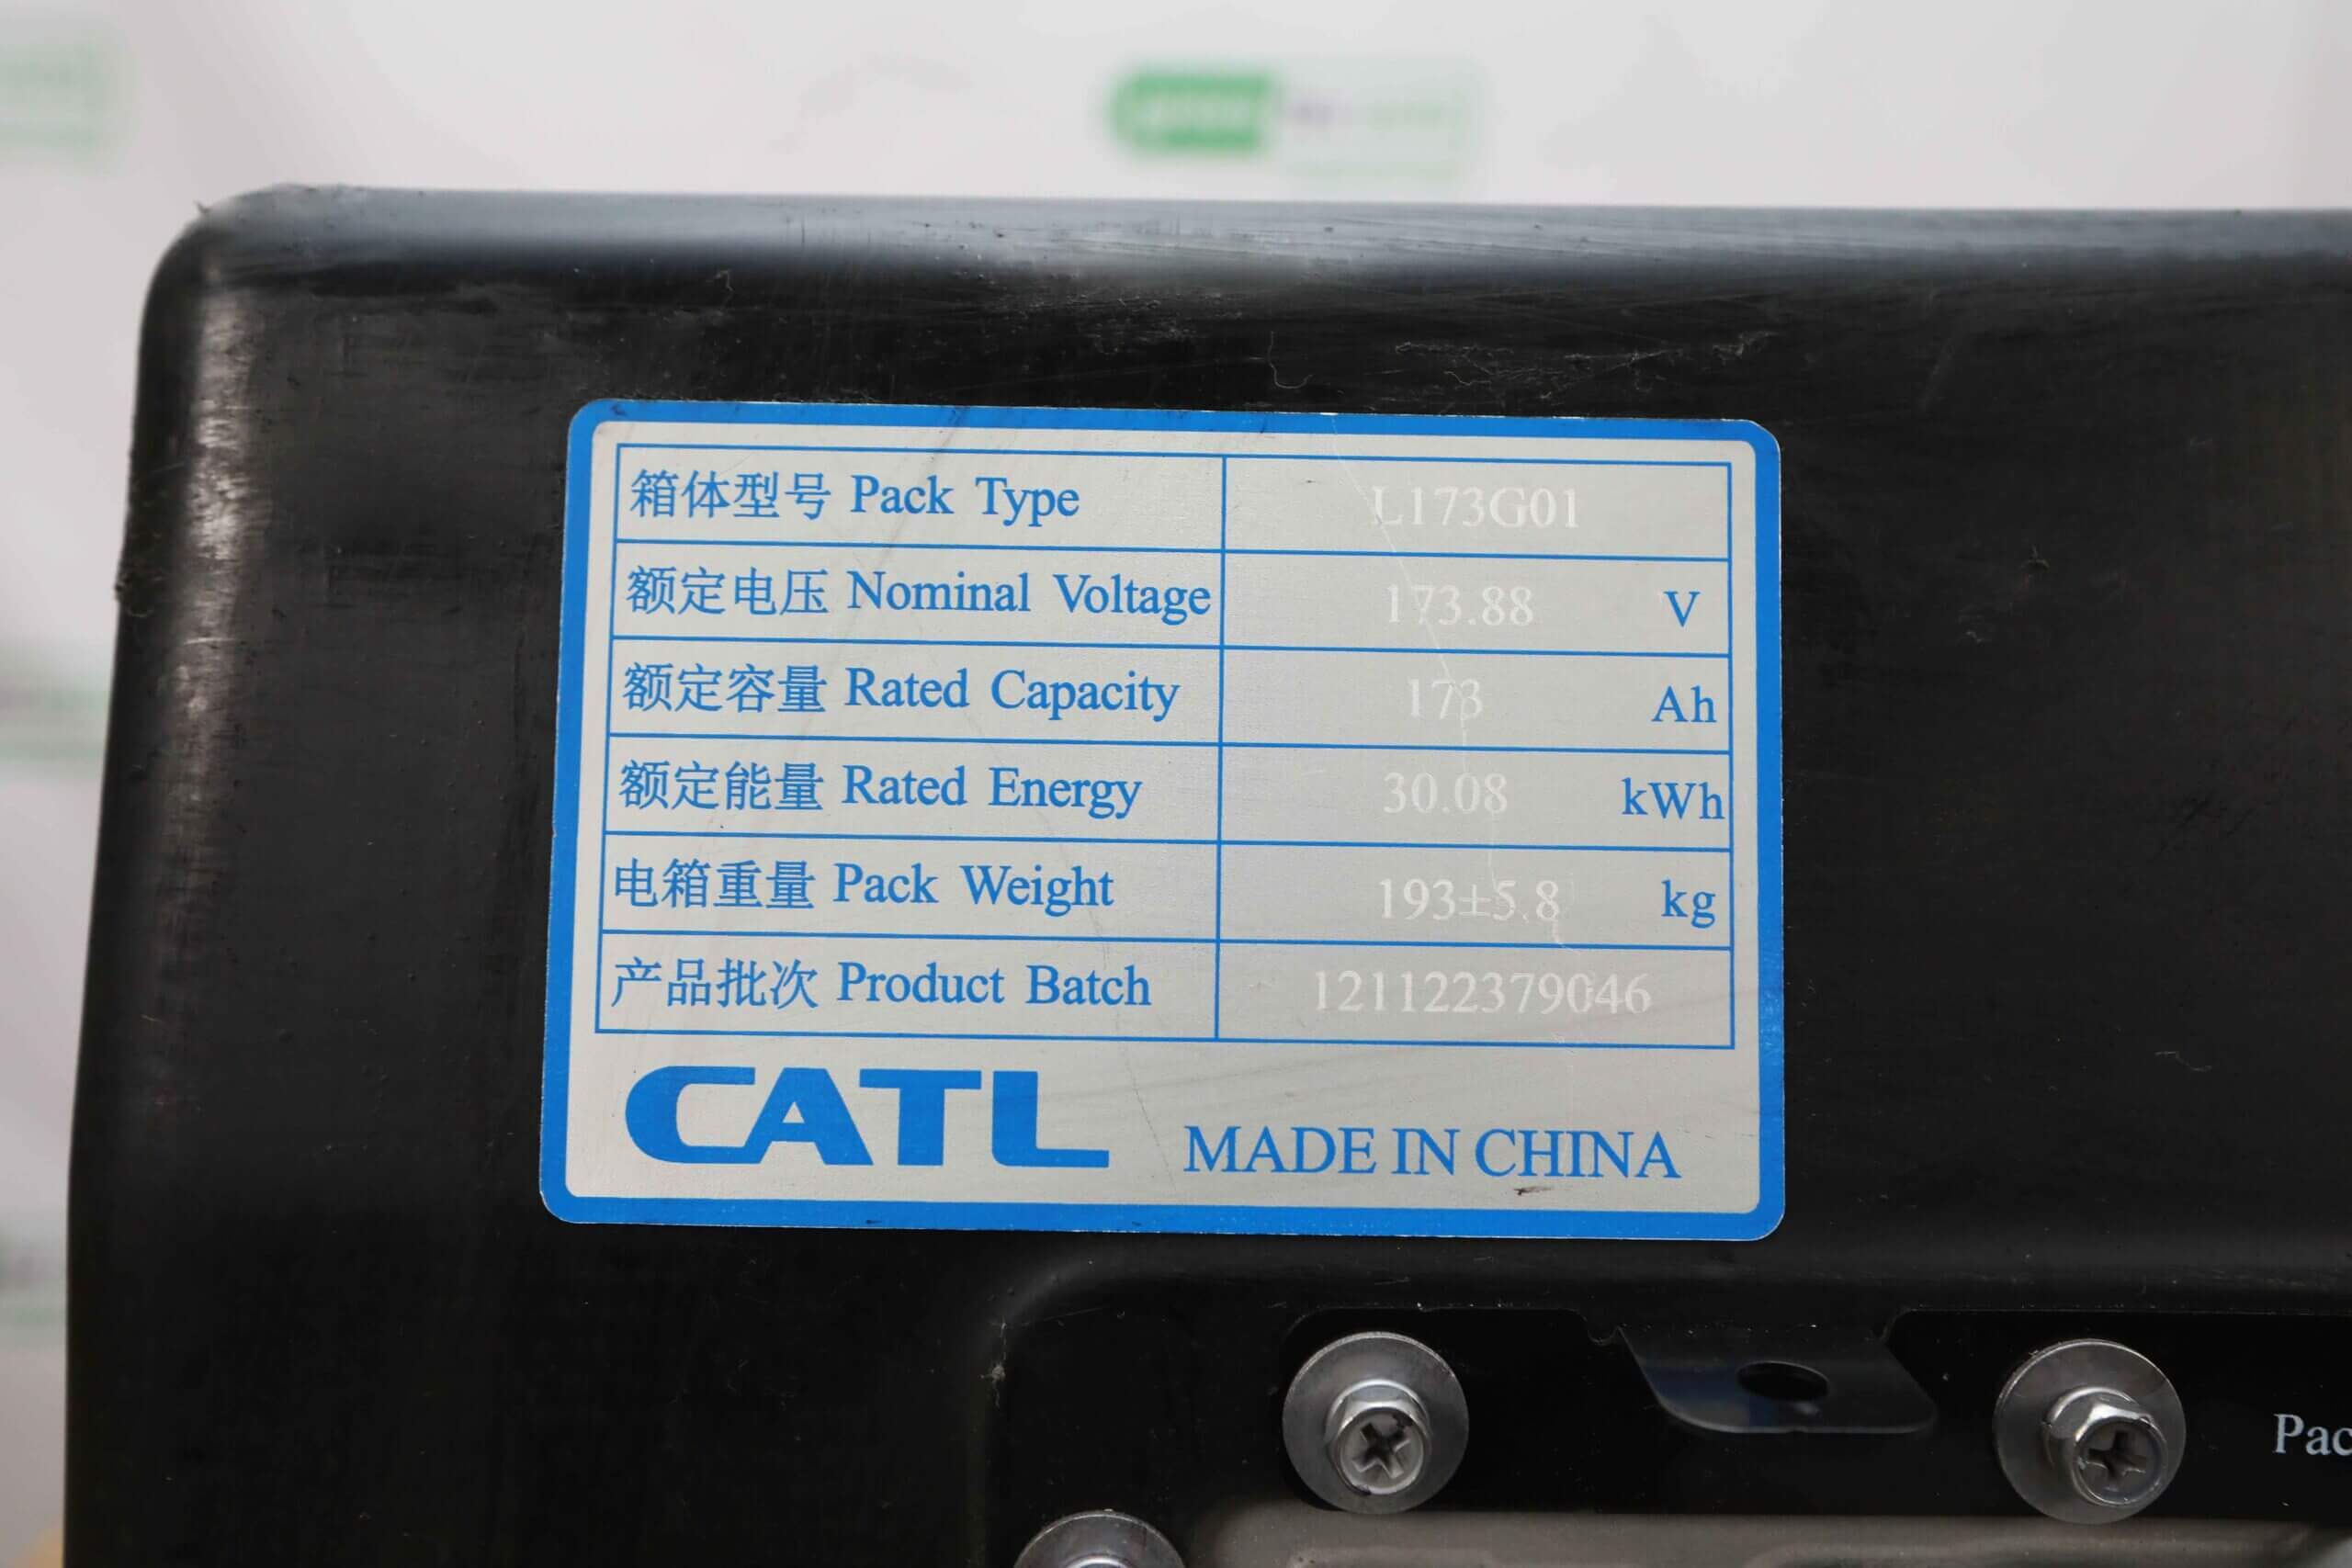 箱体型号 Pack Type L173G01
额定电压 Nominal Voltage 173.88 V
额定容量 Rated Capacity 173 Ah
额定能量 Rated Energy 30.08 kWh
电箱重量 Pack Weight 193±5.8 kg
产品批次 Product Batch 121122379046
CATL MADE IN CHINA
Pac